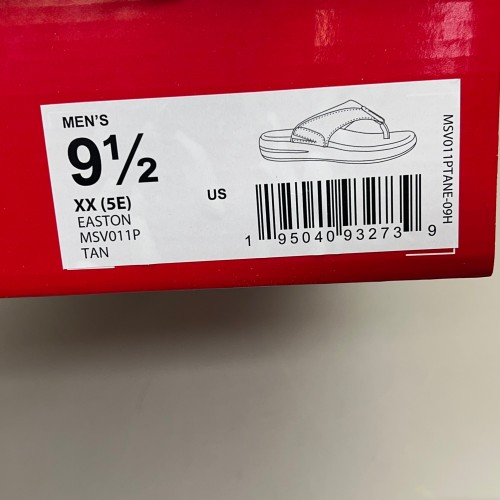 MEN'S
9½
XX (5E)
EASTON
MSV011P
TAN
US
1 95040 93273 9
MSV011PTANE-09H